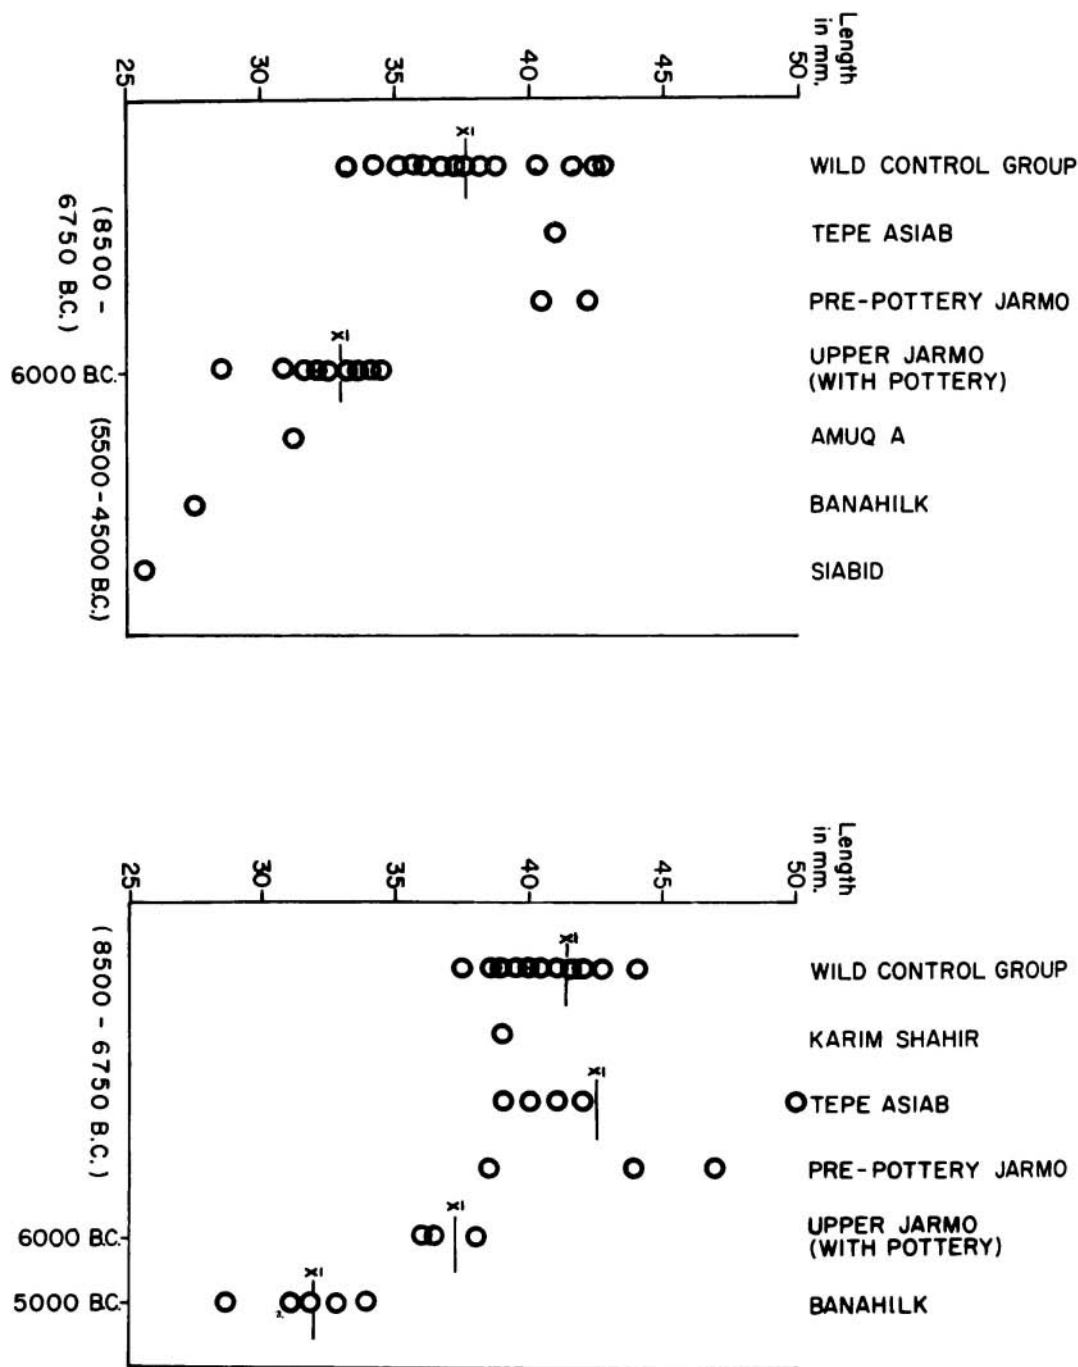 Length
in mm.
25
30
35
40
45
50
X̄
WILD CONTROL GROUP
TEPE ASIAB
PRE-POTTERY JARMO
X̄
UPPER JARMO
(WITH POTTERY)
AMUQ A
BANAHILK
SIABID
(8500 -
6750 B.C.)
6000 B.C.
(5500-4500 B.C.)
Length
in mm.
25
30
35
40
45
50
X̄
WILD CONTROL GROUP
KARIM SHAHIR
X̄
TEPE ASIAB
PRE-POTTERY JARMO
X̄
UPPER JARMO
(WITH POTTERY)
X̄
BANAHILK
(8500 - 6750 B.C.)
6000 B.C.
5000 B.C.